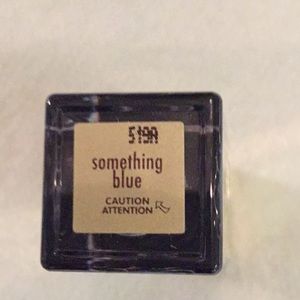 519A
something
blue
CAUTION
ATTENTION